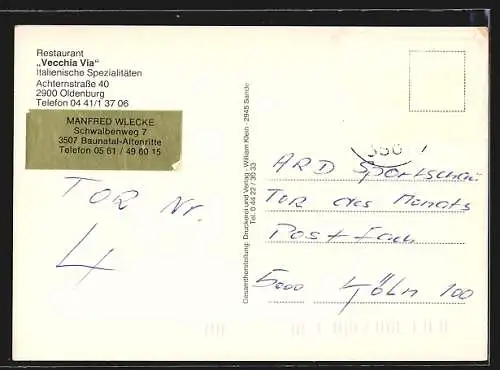 Restaurant
„Vecchia Via“
Italienische Spezialitäten
Achternstraße 40
2900 Oldenburg
Telefon 04 41/1 37 06
MANFRED WLECKE
Schwalbenweg 7
3507 Baunatal-Altenritte
Telefon 05 61 / 49 60 15
TOR Nr.
4
Gesamtherstellung: Druckerei und Verlag - William Klein - 2945 Sande
Tel. 0 44 22 / 30 33
350
ARD Sportschau
TOR des Monats
Postfach
5000 KÖLN 100